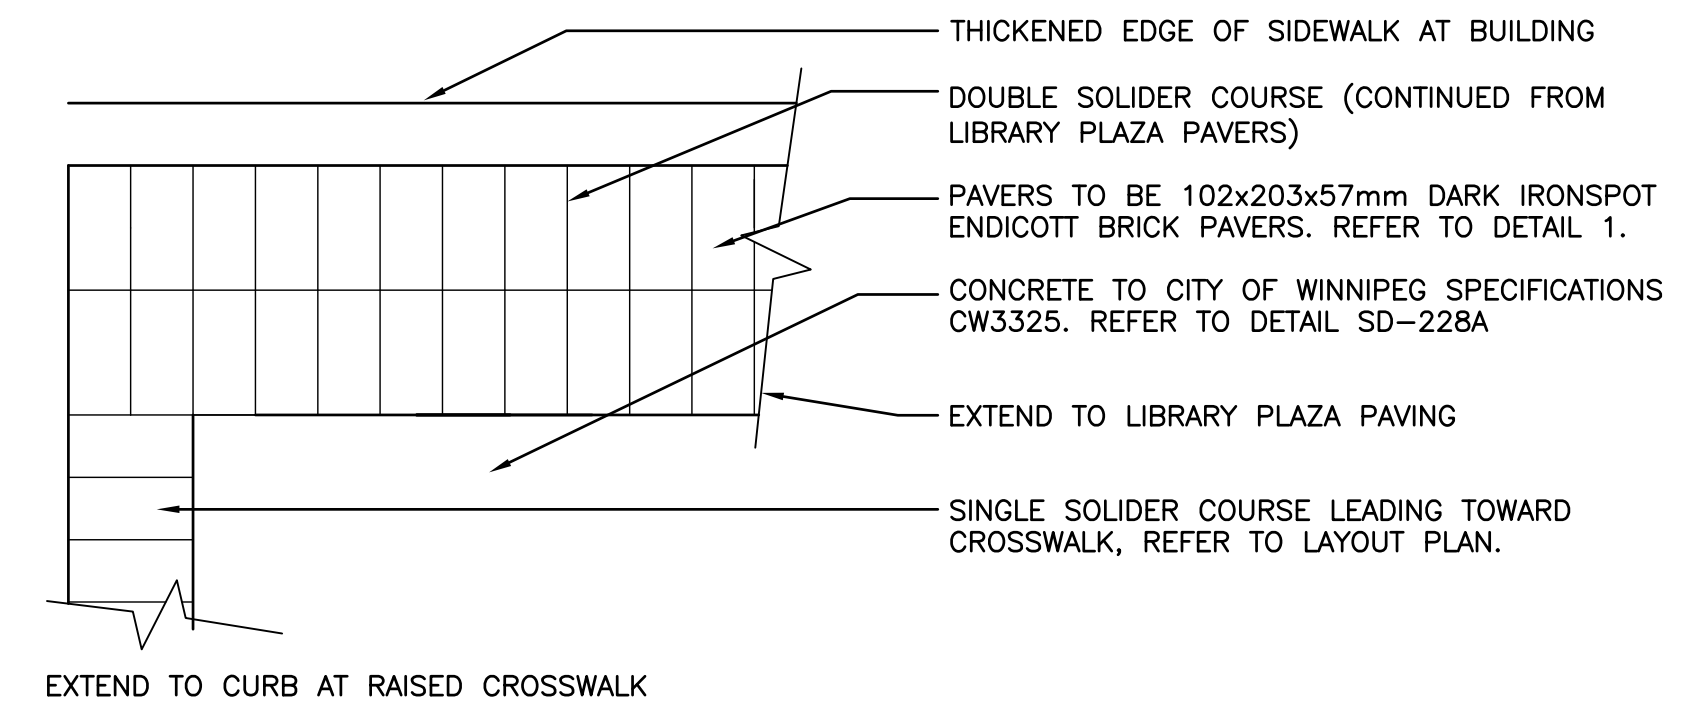 THICKENED EDGE OF SIDEWALK AT BUILDING
DOUBLE SOLIDER COURSE (CONTINUED FROM
LIBRARY PLAZA PAVERS)
PAVERS TO BE 102x203x57mm DARK IRONSPOT
ENDICOTT BRICK PAVERS. REFER TO DETAIL 1.
CONCRETE TO CITY OF WINNIPEG SPECIFICATIONS
CW3325. REFER TO DETAIL SD-228A
EXTEND TO LIBRARY PLAZA PAVING
SINGLE SOLIDER COURSE LEADING TOWARD
CROSSWALK, REFER TO LAYOUT PLAN.
EXTEND TO CURB AT RAISED CROSSWALK